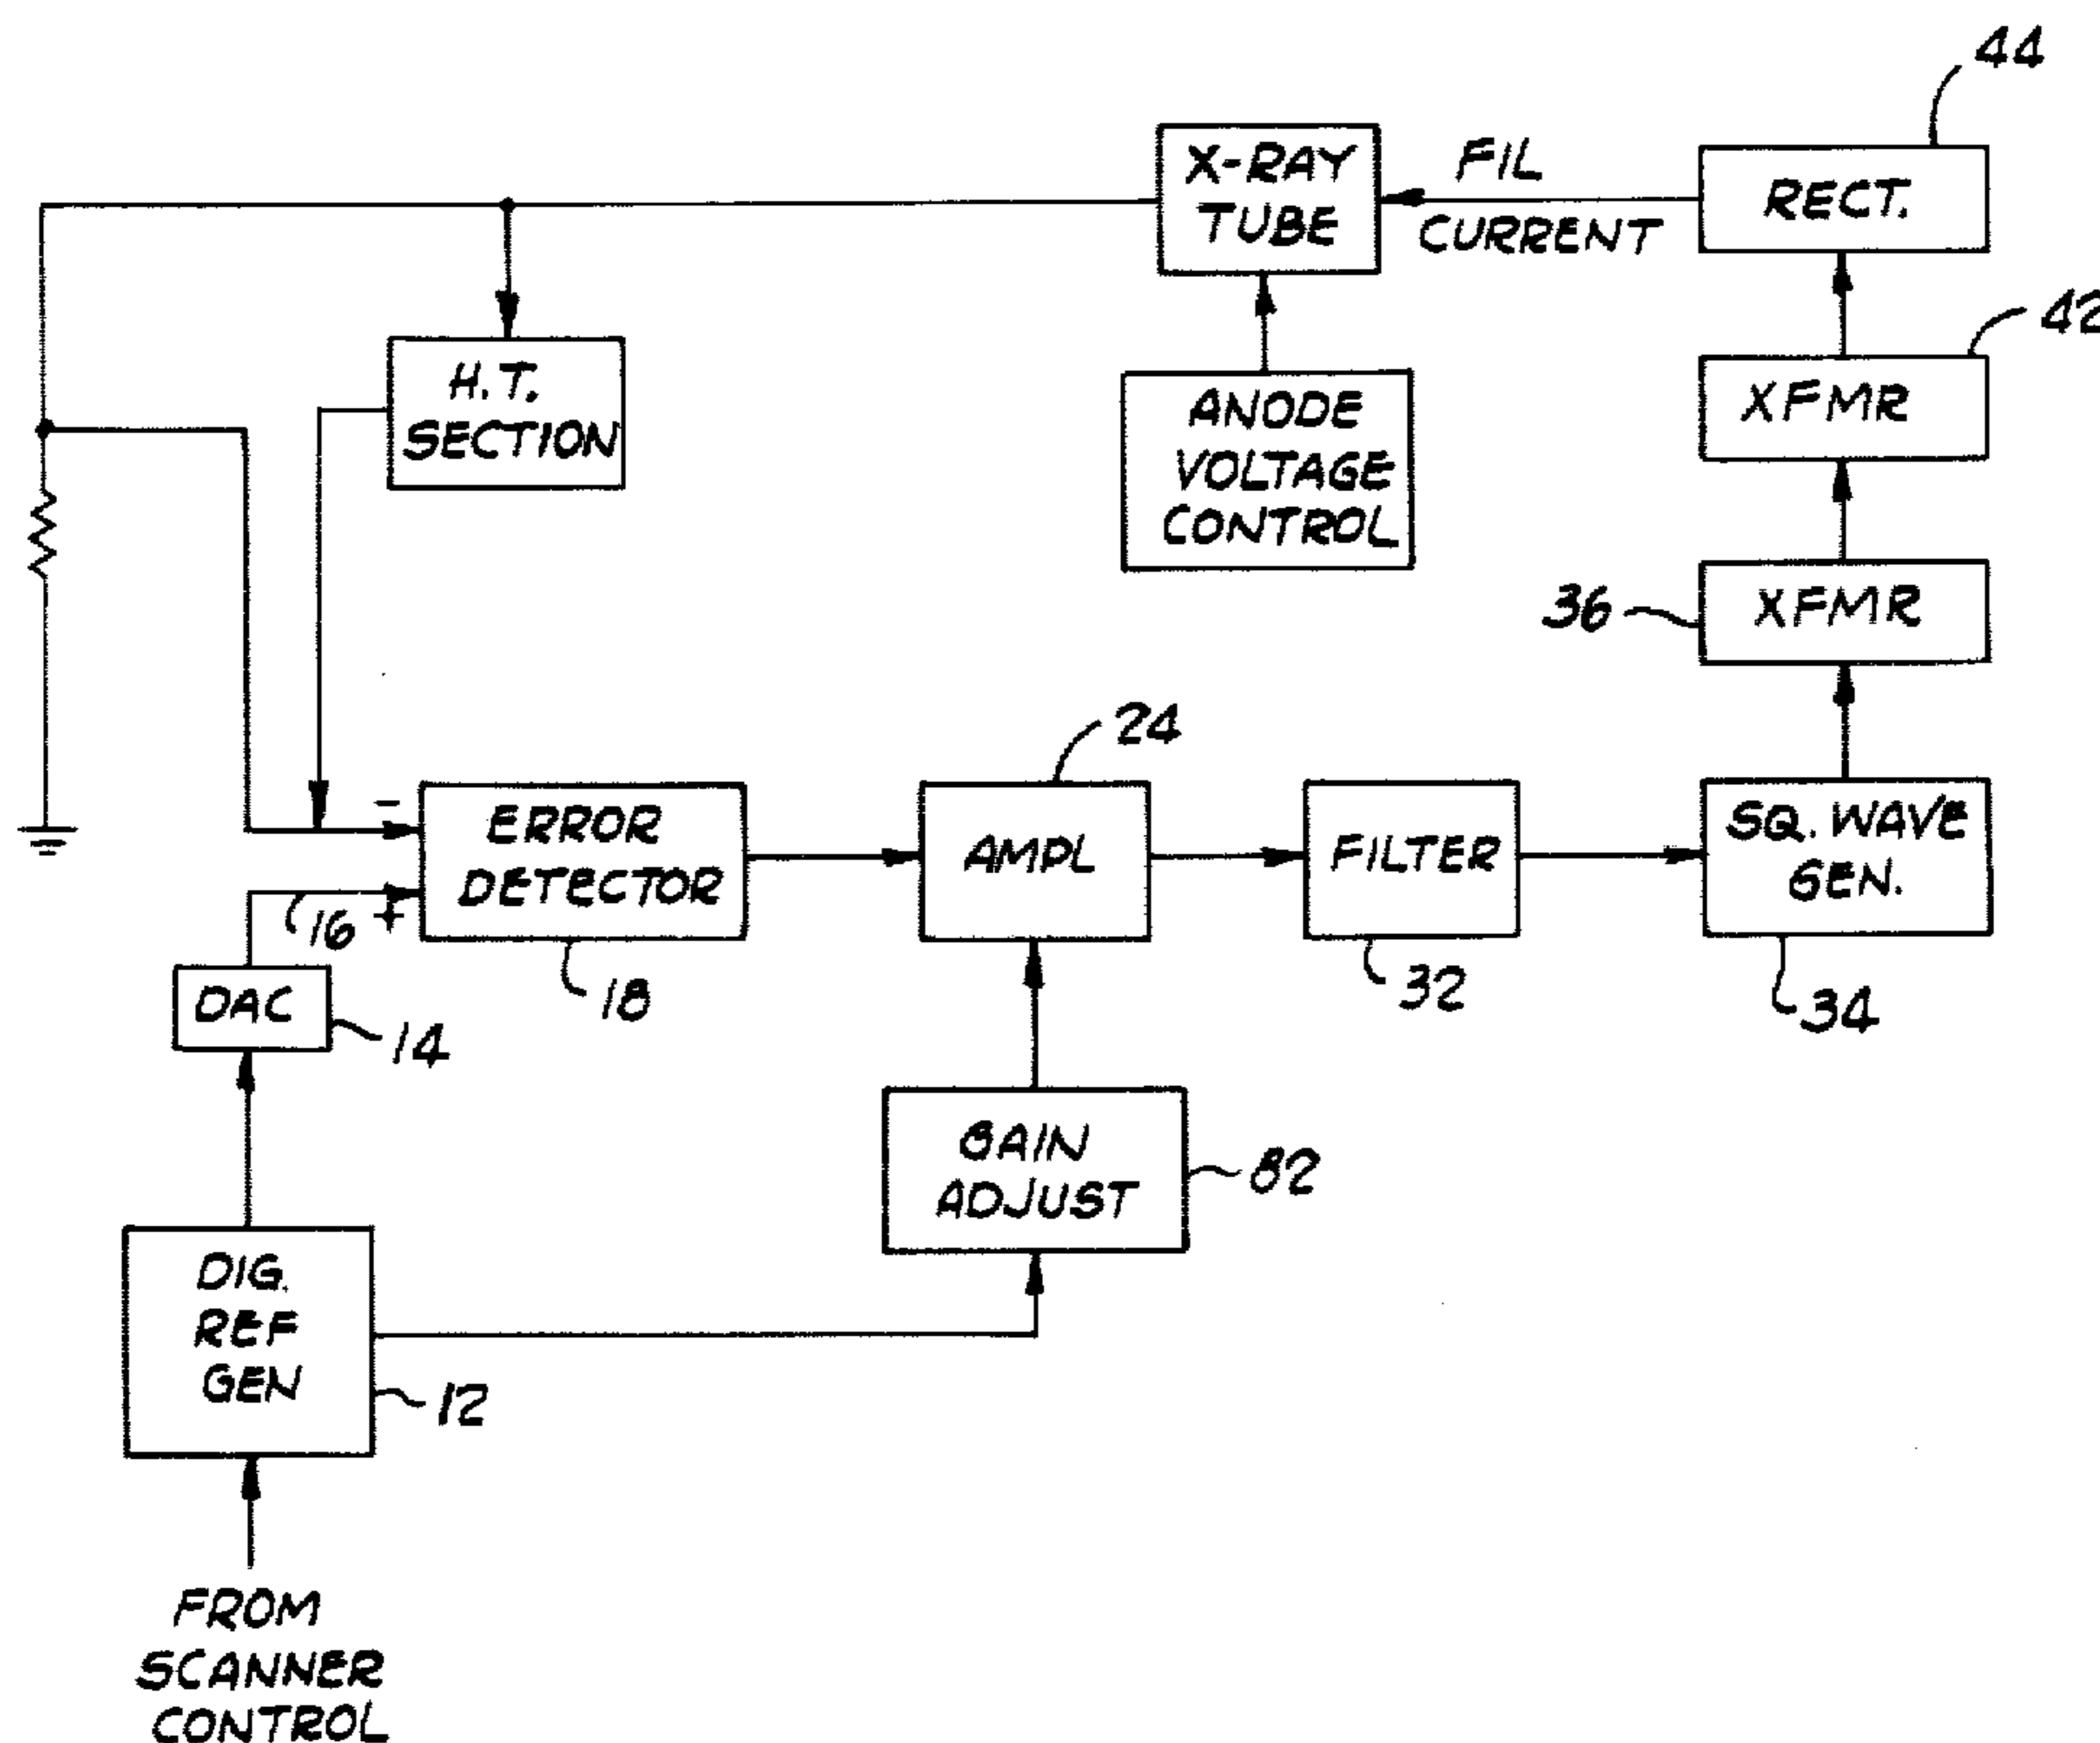 44
X-RAY
TUBE
FIL
CURRENT
RECT.
42
XFMR
H.T.
SECTION
ANODE
VOLTAGE
CONTROL
36
XFMR
24
-
ERROR
DETECTOR
AMPL
FILTER
SQ. WAVE
GEN.
16
+
18
32
34
DAC
14
GAIN
ADJUST
82
DIG.
REF
GEN
12
FROM
SCANNER
CONTROL